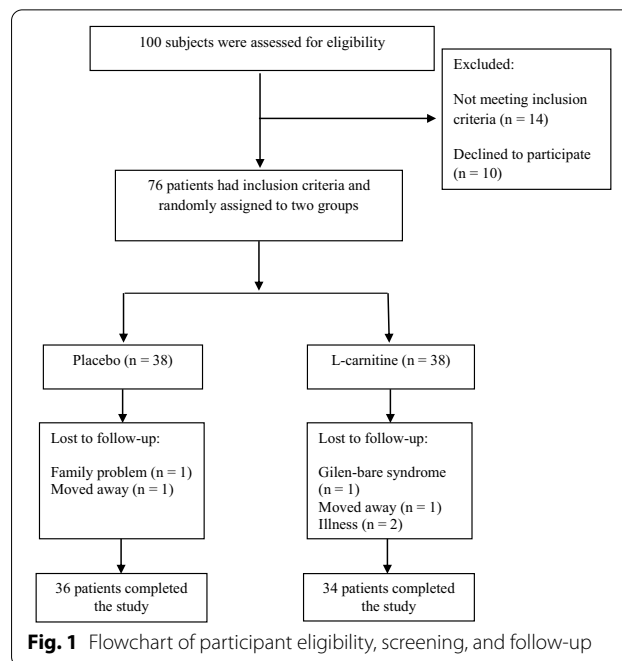 100 subjects were assessed for eligibility
Excluded:
Not meeting inclusion
criteria (n = 14)
Declined to participate
(n = 10)
76 patients had inclusion criteria and
randomly assigned to two groups
Placebo (n = 38)
L-carnitine (n = 38)
Lost to follow-up:
Family problem (n = 1)
Moved away (n = 1)
Lost to follow-up:
Gilen-bare syndrome
(n = 1)
Moved away (n = 1)
Illness (n = 2)
36 patients completed
the study
34 patients completed
the study
Fig. 1 Flowchart of participant eligibility, screening, and follow-up